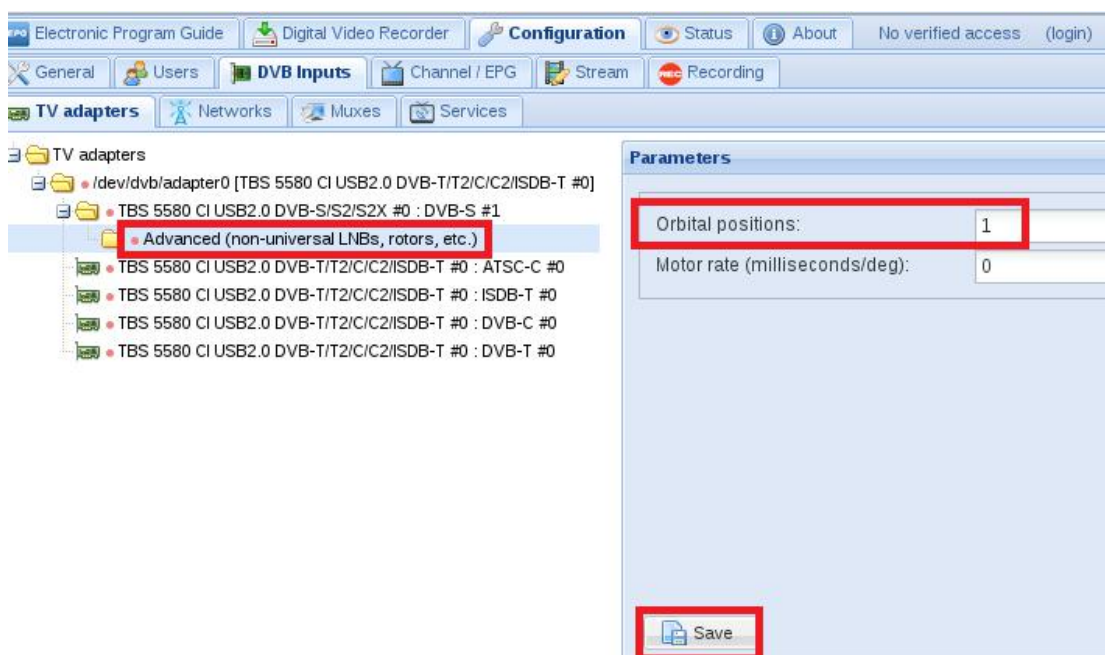 EPG Electronic Program Guide Digital Video Recorder Configuration Status About No verified access (login)
General Users DVB Inputs Channel / EPG Stream REC Recording
TV adapters Networks Muxes Services
TV adapters
/dev/dvb/adapter0 [TBS 5580 CI USB2.0 DVB-T/T2/C/C2/ISDB-T #0]
TBS 5580 CI USB2.0 DVB-S/S2/S2X #0 : DVB-S #1
Advanced (non-universal LNBs, rotors, etc.)
TBS 5580 CI USB2.0 DVB-T/T2/C/C2/ISDB-T #0 : ATSC-C #0
TBS 5580 CI USB2.0 DVB-T/T2/C/C2/ISDB-T #0 : ISDB-T #0
TBS 5580 CI USB2.0 DVB-T/T2/C/C2/ISDB-T #0 : DVB-C #0
TBS 5580 CI USB2.0 DVB-T/T2/C/C2/ISDB-T #0 : DVB-T #0
Parameters
Orbital positions: 1
Motor rate (milliseconds/deg): 0
Save